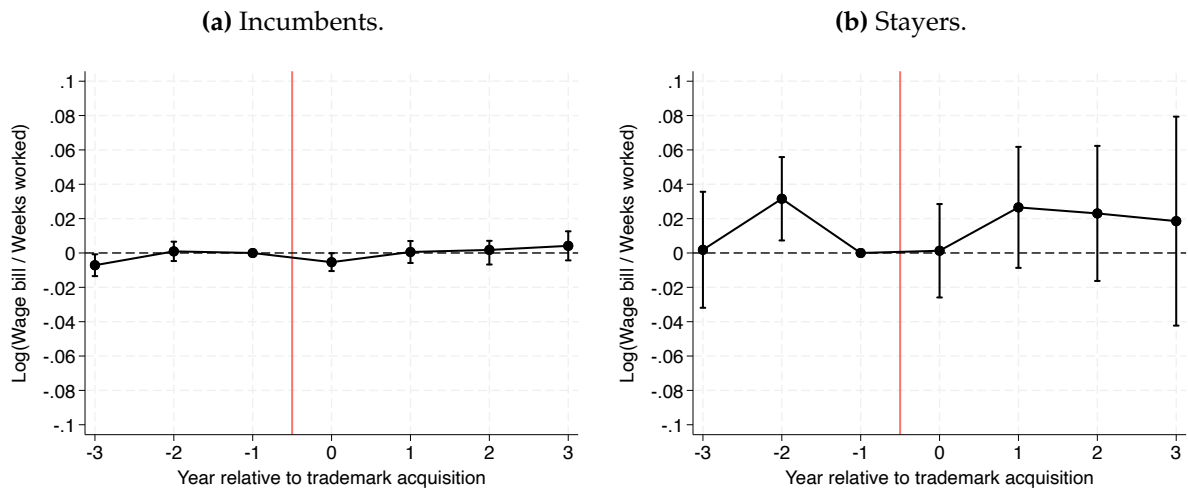 (a) Incumbents.
Log(Wage bill / Weeks worked)
.1
.08
.06
.04
.02
0
-.02
-.04
-.06
-.08
-.1
-3 -2 -1 0 1 2 3
Year relative to trademark acquisition
(b) Stayers.
Log(Wage bill / Weeks worked)
.1
.08
.06
.04
.02
0
-.02
-.04
-.06
-.08
-.1
-3 -2 -1 0 1 2 3
Year relative to trademark acquisition